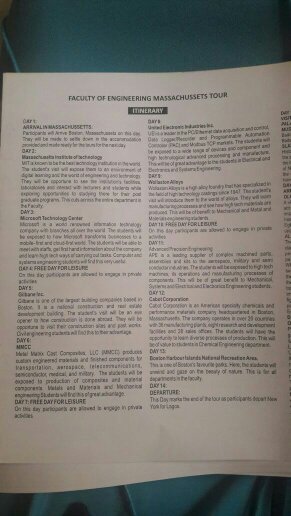 FACULTY OF ENGINEERING MASSACHUSSETS TOUR
ITINERARY
DAY 1:
ARRIVAL IN MASSACHUSSETTS:
Participants will Arrive Boston, Massachusetts on this day.
They will be made to settle down in the accommodation
provided and made ready for the tours for the next day.
DAY 2:
Massachusetts Institute of technology
MIT is known to be the best technology institution in the world.
The student's visit will expose them to an environment of
digital learning and the world of engineering and technology.
They will an opportunity to see the instructors, facilities,
laboratories and interact with lecturers and students while
exploring opportunities to studying there for their post
graduate programs. This cuts across the entire department in
the Faculty.
DAY 3:
Microsoft Technology Center
Microsoft is a world renowned information technology
company with branches all over the world. The students will be
exposed to how Microsoft transforms businesses to a
mobile-first and cloud-first world. The students will be able to
meet with staffs, get first hand information about the company
and learn high tech ways of carrying out tasks. Computer and
systems engineering students will find this very useful.
DAY 4: FREE DAY FOR LEISURE
On this day participants are allowed to engage in private
activities
DAY 5:
Gilbane Inc.
Gilbane is one of the largest building companies based in
Boston. It is a national construction and real estate
development building. The student's visit will be an eye
opener to how construction is done abroad. They will be
opportune to visit their construction sites and past works.
Civil engineering students will find this to their advantage.
DAY 6:
MMCC
Metal Matrix Cast Composites, LLC (MMCC) produces
custom engineered materials and finished components for
transportation, aerospace, telecommunications,
semiconductor, medical, and military. The students will be
exposed to production of composites and material
components. Metals and Materials and Mechanical
engineering Students will find this of great advantage.
DAY 7: FREE DAY FOR LEISURE
On this day participants are allowed to engage in private
activities
DAY 8:
United Electronic Industries Inc.
UEI is a leader in the PC/Ethernet data acquisition and control,
Data Logger/Recorder and Programmable Automation
Controller (PAC) and Modbus TCP markets. The students will
be exposed to a wide range of devices and components and
high technological advanced processing and manufacture.
This will be of great advantage to the students in Electrical and
Electronics and Systems Engineering
DAY 9:
Wollaston Alloys
Wollaston Alloys is a high alloy foundry that has specialized in
the field of high technology castings since 1947. The student's
visit will introduce them to the world of alloys. They will learn
manufacturing processes and see how high tech materials are
produced. This will be of benefit to Mechanical and Metal and
Materials engineering students.
DAY 10: FREE DAY FOR LEISURE
On this day participants are allowed to engage in private
activities
DAY 11:
Advanced Precision Engineering
APE is a leading supplier of complex machined parts,
assemblies and kits to the aerospace, military and semi
conductor industries. The students will be exposed to high tech
machines, its operations and manufacturing processes of
components. This will be of great benefit to Mechanical,
Systems and Electrical/Electronics Engineering students
DAY 12:
Cabot Corporation
Cabot Corporation is an American specialty chemicals and
performance materials company headquartered in Boston,
Massachusetts. The company operates in over 20 countries
with 36 manufacturing plants, eight research and development
facilities and 28 sales offices. The students will have the
opportunity to learn diverse processes of production. This will
be of value to students in Chemical Engineering department.
DAY 13:
Boston Harbour Islands National Recreation Area.
This is one of Boston's favourite parks. Here, the students will
unwind and gaze on the beauty of nature. This is for all
departments in the faculty.
DAY 14:
DEPARTURE:
This Day marks the end of the tour as participants depart New
York for Lagos.